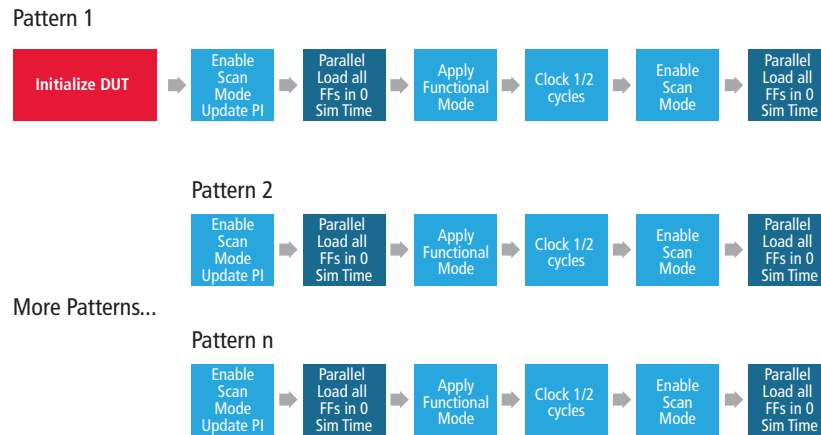 Pattern 1
Initialize DUT
Enable
Scan
Mode
Update PI
Parallel
Load all
FFs in 0
Sim Time
Apply
Functional
Mode
Clock 1/2
cycles
Enable
Scan
Mode
Parallel
Load all
FFs in 0
Sim Time
Pattern 2
Enable
Scan
Mode
Update PI
Parallel
Load all
FFs in 0
Sim Time
Apply
Functional
Mode
Clock 1/2
cycles
Enable
Scan
Mode
Parallel
Load all
FFs in 0
Sim Time
More Patterns...
Pattern n
Enable
Scan
Mode
Update PI
Parallel
Load all
FFs in 0
Sim Time
Apply
Functional
Mode
Clock 1/2
cycles
Enable
Scan
Mode
Parallel
Load all
FFs in 0
Sim Time